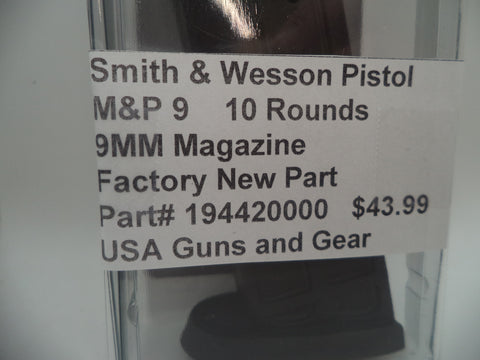 Smith & Wesson Pistol
M&P 9 10 Rounds
9MM Magazine
Factory New Part
Part# 194420000 $43.99
USA Guns and Gear